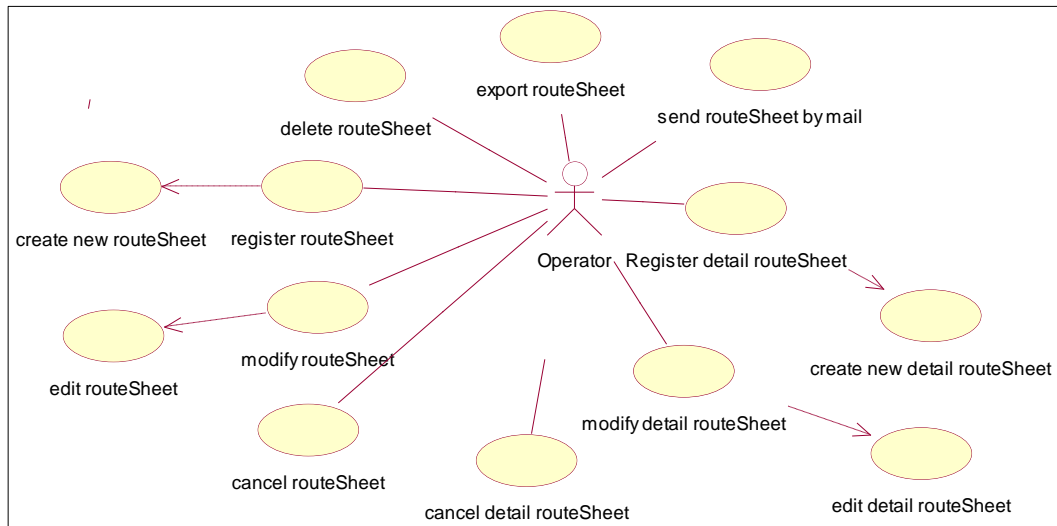 export routeSheet
send routeSheet by mail
delete routeSheet
create new routeSheet
register routeSheet
Operator
Register detail routeSheet
edit routeSheet
modify routeSheet
create new detail routeSheet
modify detail routeSheet
cancel routeSheet
cancel detail routeSheet
edit detail routeSheet